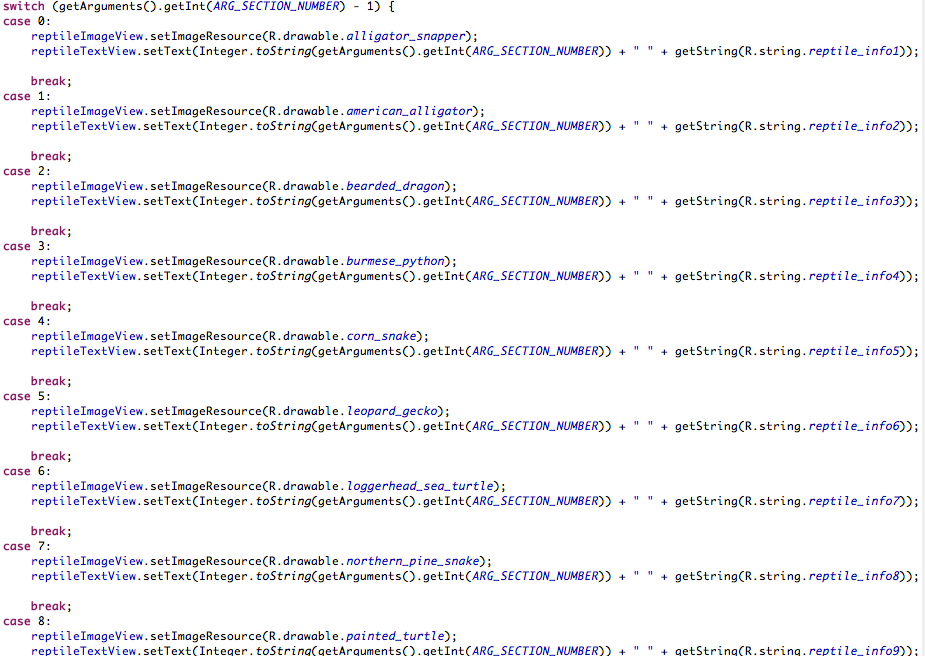 switch (getArguments().getInt(ARG_SECTION_NUMBER) - 1) {
case 0:
    reptileImageView.setImageResource(R.drawable.alligator_snapper);
    reptileTextView.setText(Integer.toString(getArguments().getInt(ARG_SECTION_NUMBER)) + " " + getString(R.string.reptile_info1));
    break;
case 1:
    reptileImageView.setImageResource(R.drawable.american_alligator);
    reptileTextView.setText(Integer.toString(getArguments().getInt(ARG_SECTION_NUMBER)) + " " + getString(R.string.reptile_info2));
    break;
case 2:
    reptileImageView.setImageResource(R.drawable.bearded_dragon);
    reptileTextView.setText(Integer.toString(getArguments().getInt(ARG_SECTION_NUMBER)) + " " + getString(R.string.reptile_info3));
    break;
case 3:
    reptileImageView.setImageResource(R.drawable.burmese_python);
    reptileTextView.setText(Integer.toString(getArguments().getInt(ARG_SECTION_NUMBER)) + " " + getString(R.string.reptile_info4));
    break;
case 4:
    reptileImageView.setImageResource(R.drawable.corn_snake);
    reptileTextView.setText(Integer.toString(getArguments().getInt(ARG_SECTION_NUMBER)) + " " + getString(R.string.reptile_info5));
    break;
case 5:
    reptileImageView.setImageResource(R.drawable.leopard_gecko);
    reptileTextView.setText(Integer.toString(getArguments().getInt(ARG_SECTION_NUMBER)) + " " + getString(R.string.reptile_info6));
    break;
case 6:
    reptileImageView.setImageResource(R.drawable.loggerhead_sea_turtle);
    reptileTextView.setText(Integer.toString(getArguments().getInt(ARG_SECTION_NUMBER)) + " " + getString(R.string.reptile_info7));
    break;
case 7:
    reptileImageView.setImageResource(R.drawable.northern_pine_snake);
    reptileTextView.setText(Integer.toString(getArguments().getInt(ARG_SECTION_NUMBER)) + " " + getString(R.string.reptile_info8));
    break;
case 8:
    reptileImageView.setImageResource(R.drawable.painted_turtle);
    reptileTextView.setText(Integer.toString(getArguments().getInt(ARG_SECTION_NUMBER)) + " " + getString(R.string.reptile_info9));